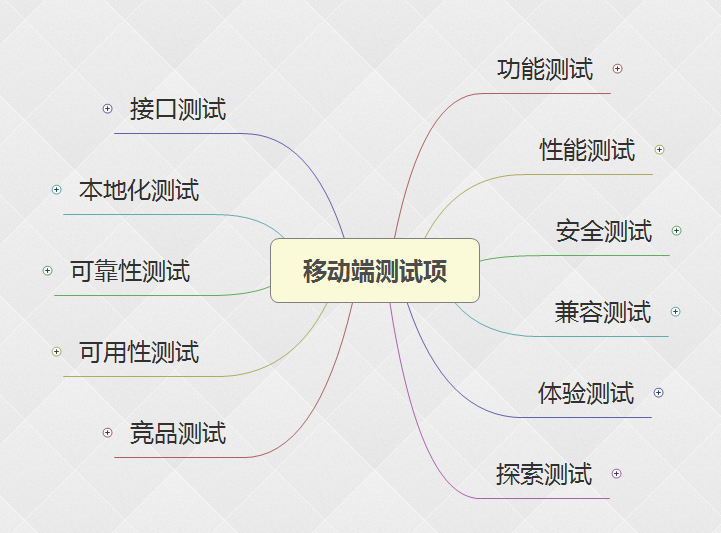 移动端测试项
功能测试
性能测试
安全测试
兼容测试
体验测试
探索测试
接口测试
本地化测试
可靠性测试
可用性测试
竞品测试